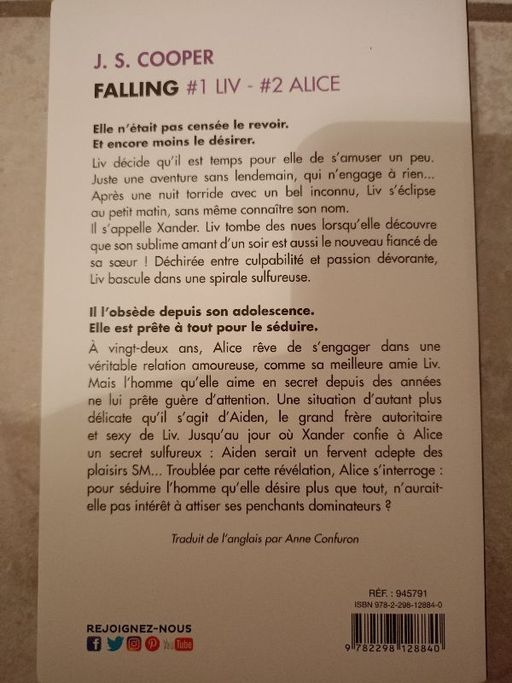 J. S. COOPER
FALLING #1 LIV - #2 ALICE
Elle n'était pas censée le revoir.
Et encore moins le désirer.
Liv décide qu'il est temps pour elle de s'amuser un peu.
Juste une aventure sans lendemain, qui n'engage à rien...
Après une nuit torride avec un bel inconnu, Liv s'éclipse
au petit matin, sans même connaître son nom.
Il s'appelle Xander. Liv tombe des nues lorsqu'elle découvre
que son sublime amant d'un soir est aussi le nouveau fiancé de
sa sœur ! Déchirée entre culpabilité et passion dévorante,
Liv bascule dans une spirale sulfureuse.
Il l'obsède depuis son adolescence.
Elle est prête à tout pour le séduire.
À vingt-deux ans, Alice rêve de s'engager dans une
véritable relation amoureuse, comme sa meilleure amie Liv.
Mais l'homme qu'elle aime en secret depuis des années
ne lui prête guère d'attention. Une situation d'autant plus
délicate qu'il s'agit d'Aiden, le grand frère autoritaire
et sexy de Liv. Jusqu'au jour où Xander confie à Alice
un secret sulfureux : Aiden serait un fervent adepte des
plaisirs SM... Troublée par cette révélation, Alice s'interroge :
pour séduire l'homme qu'elle désire plus que tout, n'aurait-
elle pas intérêt à attiser ses penchants dominateurs ?
Traduit de l'anglais par Anne Confuron
RÉF. : 945791
ISBN 978-2-298-12884-0
9 782298 128840
REJOIGNEZ-NOUS
You Tube